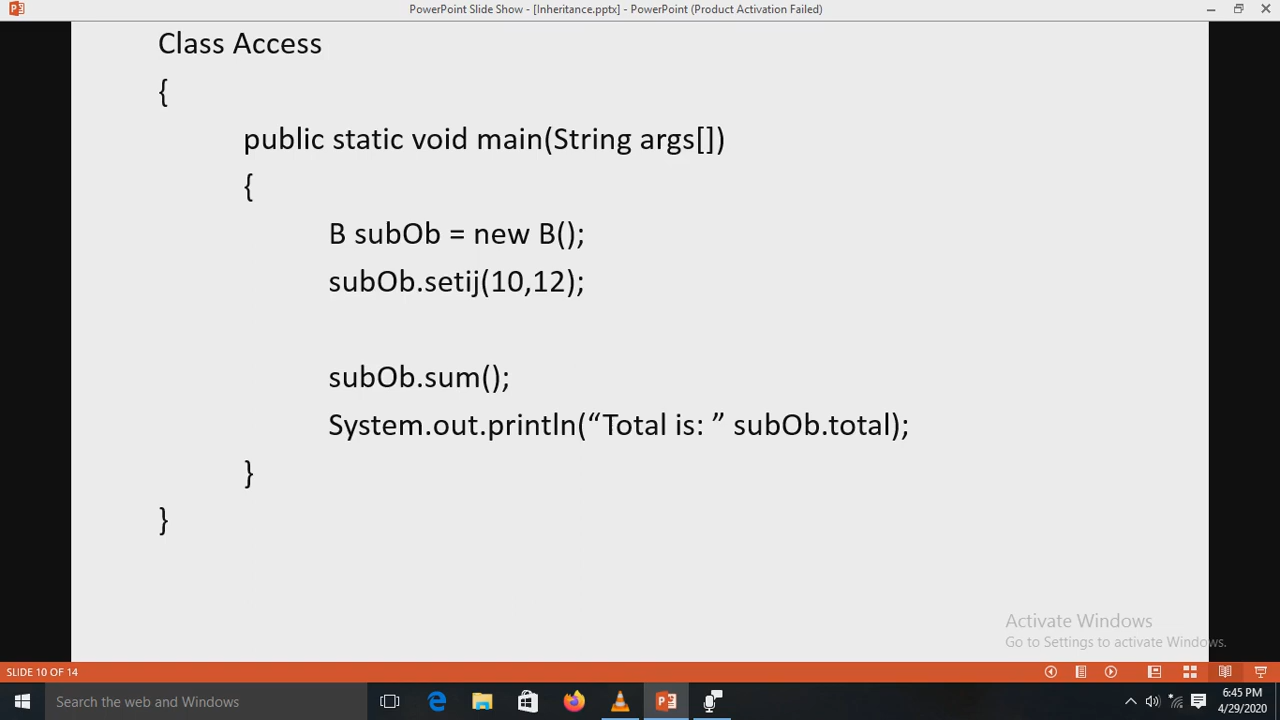 PowerPoint Slide Show - [Inheritance.pptx] - PowerPoint (Product Activation Failed)
Class Access
{
public static void main(String args[])
{
B subOb = new B();
subOb.setij(10,12);
subOb.sum();
System.out.println(“Total is: ” subOb.total);
}
}
Activate Windows
Go to Settings to activate Windows.
SLIDE 10 OF 14
Search the web and Windows
6:45 PM
4/29/2020